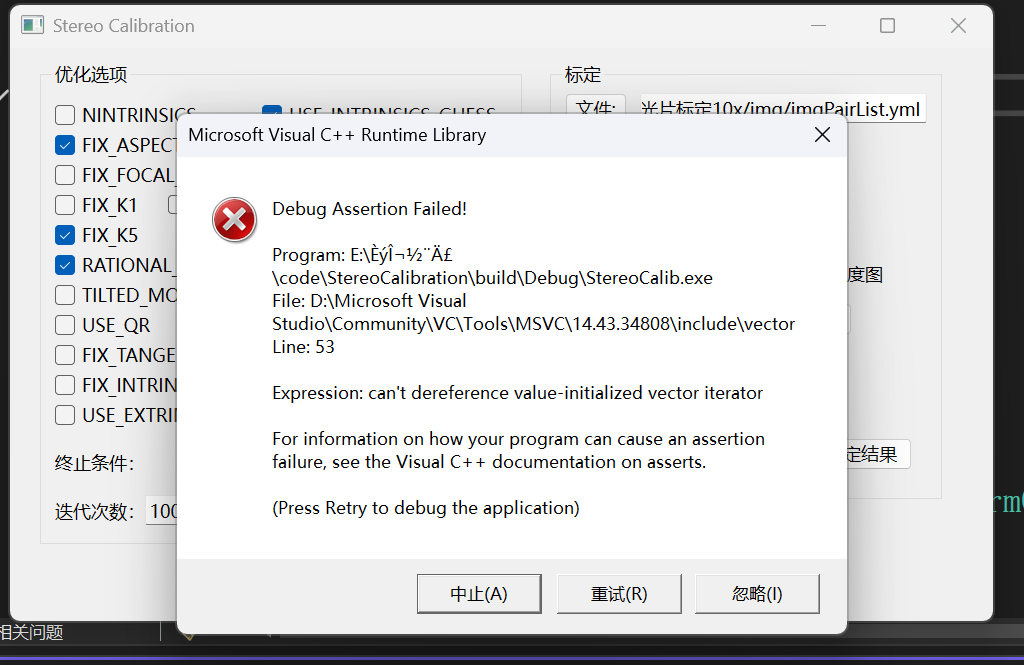 Stereo Calibration
优化选项
标定
NINTRINSICS
USE_INTRINSICS_GUESS
文件:
光片标定10x/img/imgPairList.yml
Microsoft Visual C++ Runtime Library
FIX_ASPECT
FIX_FOCAL_
FIX_K1
FIX_K5
RATIONAL_
TILTED_MO
USE_QR
FIX_TANGE
FIX_INTRIN
USE_EXTRIN
终止条件：
迭代次数：
100
Debug Assertion Failed!
Program: E:\ÈýÎ¬½¨Ä£
\code\StereoCalibration\build\Debug\StereoCalib.exe
File: D:\Microsoft Visual
Studio\Community\VC\Tools\MSVC\14.43.34808\include\vector
Line: 53
Expression: can't dereference value-initialized vector iterator
For information on how your program can cause an assertion
failure, see the Visual C++ documentation on asserts.
(Press Retry to debug the application)
中止(A)
重试(R)
忽略(I)
度图
定结果
相关问题